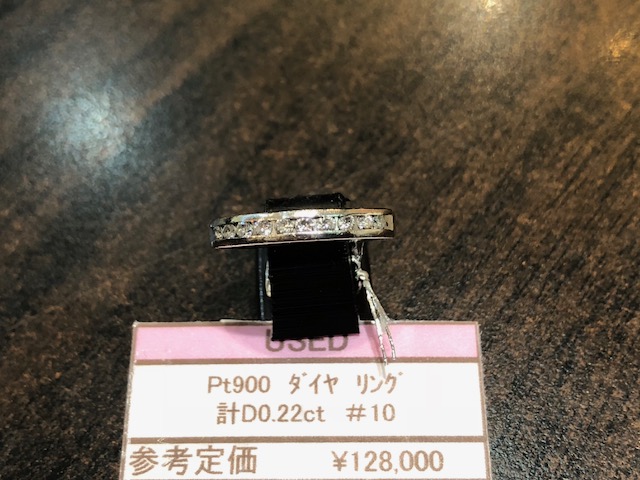 USED
Pt900 ﾀﾞｲﾔ ﾘﾝｸﾞ
計D0.22ct #10
参考定価 ¥128,000